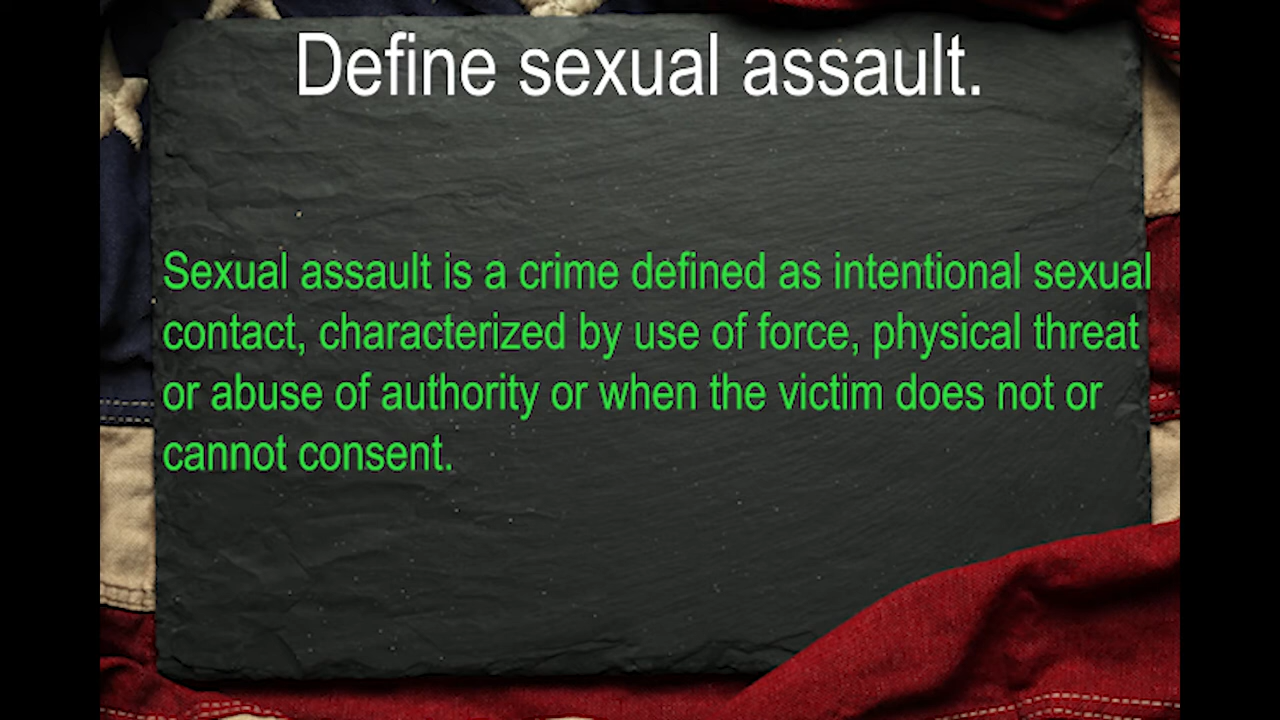 Define sexual assault.
Sexual assault is a crime defined as intentional sexual
contact, characterized by use of force, physical threat
or abuse of authority or when the victim does not or
cannot consent.